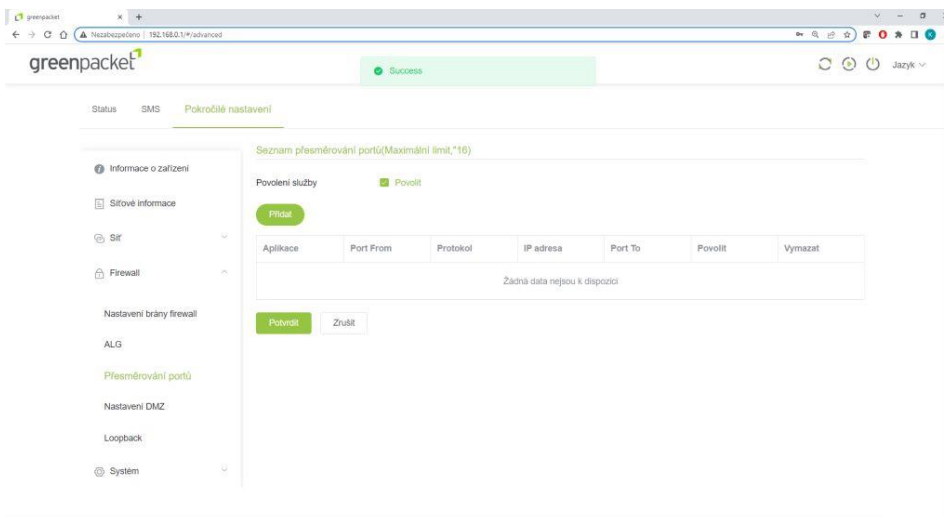 greenpacket
Nezabezpečeno | 192.168.0.1/#/advanced
greenpacket
Success
Jazyk
Status SMS Pokročilé nastavení
Seznam přesměrování portů(Maximální limit,"16)
Informace o zařízení
Povolení služby Povolit
Síťové informace
Přidat
Síť
Aplikace Port From Protokol IP adresa Port To Povolit Vymazat
Firewall
Žádná data nejsou k dispozici
Nastavení brány firewall
Potvrdit Zrušit
ALG
Přesměrování portů
Nastavení DMZ
Loopback
Systém